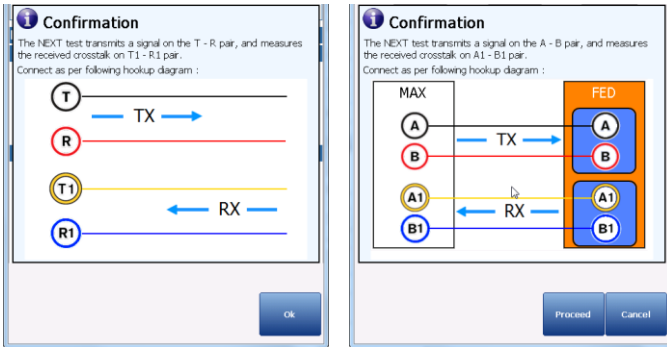 Confirmation
The NEXT test transmits a signal on the T - R pair, and measures
the received crosstalk on T1 - R1 pair.
Connect as per following hookup diagram :
T
TX
R
T1
RX
R1
Ok
Confirmation
The NEXT test transmits a signal on the A - B pair, and measures
the received crosstalk on A1 - B1 pair.
Connect as per following hookup diagram :
MAX FED
A A
TX
B B
A1 A1
RX
B1 B1
Proceed Cancel